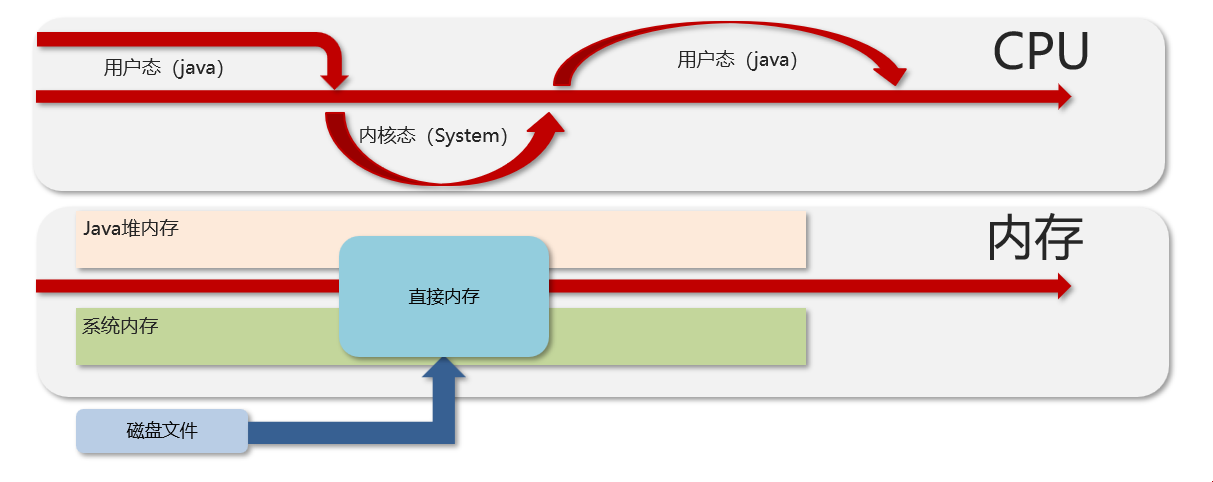 CPU
用户态（java）
用户态（java）
内核态（System）
内存
Java堆内存
直接内存
系统内存
磁盘文件